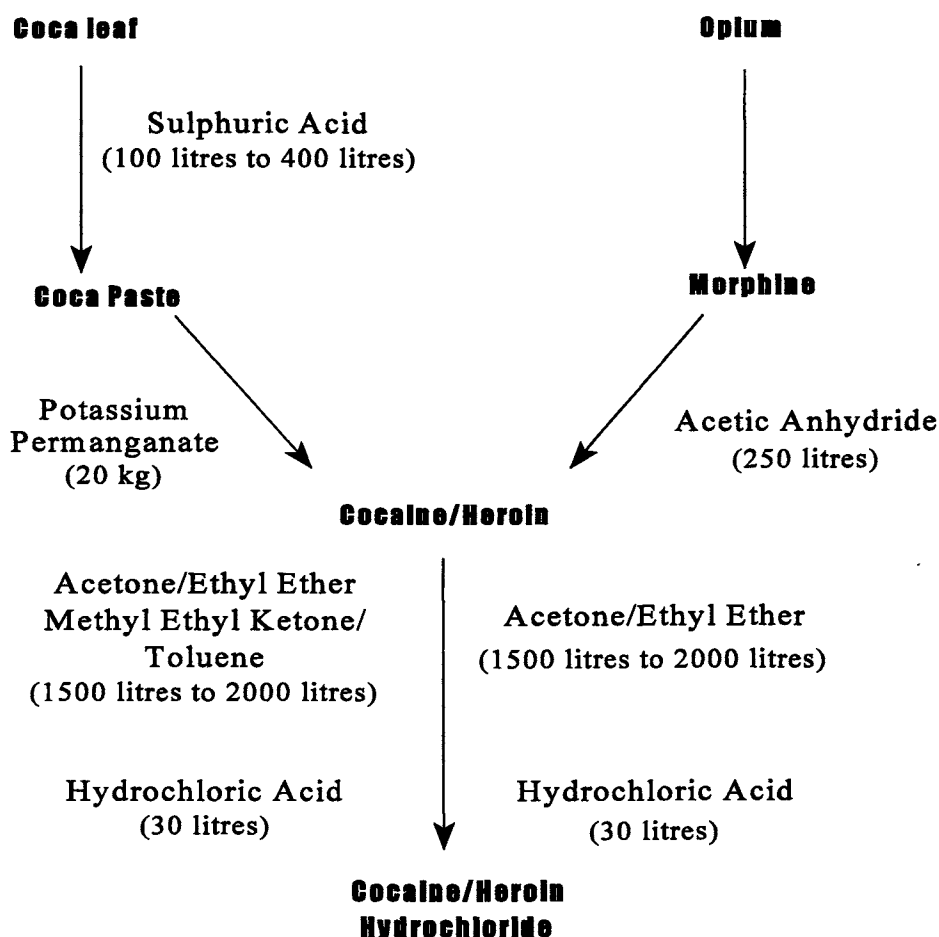 Coca leaf
Opium
Sulphuric Acid
(100 litres to 400 litres)
Coca Paste
Morphine
Potassium
Permanganate
(20 kg)
Acetic Anhydride
(250 litres)
Cocaine/Heroin
Acetone/Ethyl Ether
Methyl Ethyl Ketone/
Toluene
(1500 litres to 2000 litres)
Acetone/Ethyl Ether
(1500 litres to 2000 litres)
Hydrochloric Acid
(30 litres)
Hydrochloric Acid
(30 litres)
Cocaine/Heroin
Hydrochloride